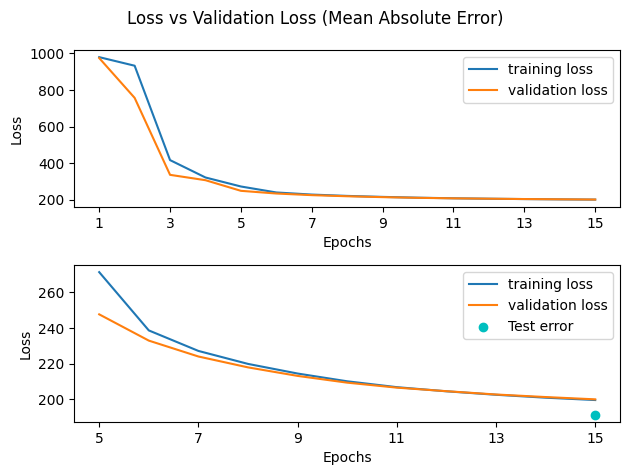 Loss vs Validation Loss (Mean Absolute Error)
1000
800
600
400
200
Loss
training loss
validation loss
1 3 5 7 9 11 13 15
Epochs
260
240
220
200
Loss
training loss
validation loss
Test error
5 7 9 11 13 15
Epochs